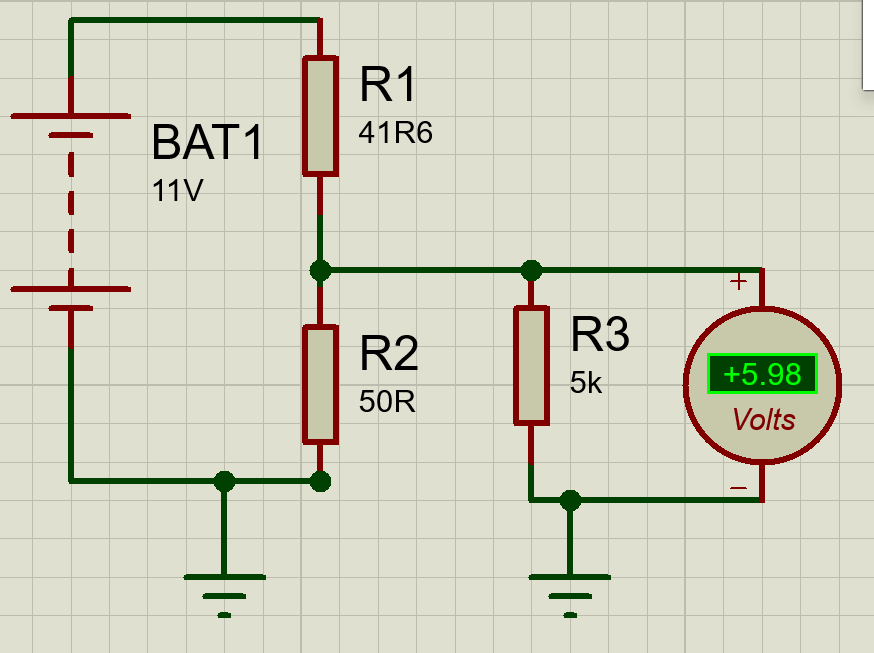 R1
41R6
BAT1
11V
+
R3
5k
R2
50R
+5.98
Volts
−